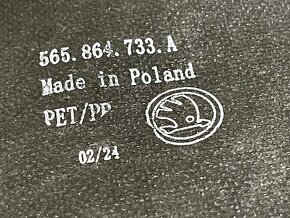 565.864.733.A
Made in Poland
PET/PP
02/24